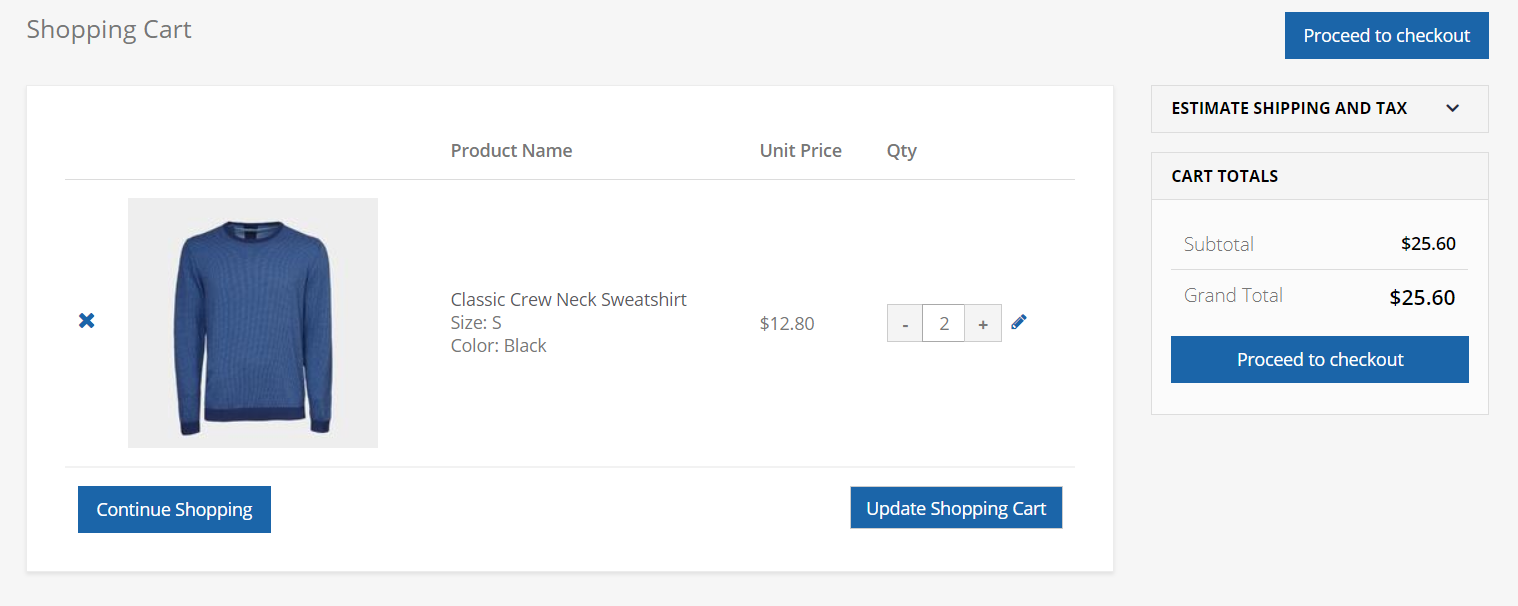 Shopping Cart
Proceed to checkout
Product Name Unit Price Qty
Classic Crew Neck Sweatshirt
Size: S
Color: Black
$12.80
- 2 +
Continue Shopping
Update Shopping Cart
ESTIMATE SHIPPING AND TAX
CART TOTALS
Subtotal $25.60
Grand Total $25.60
Proceed to checkout